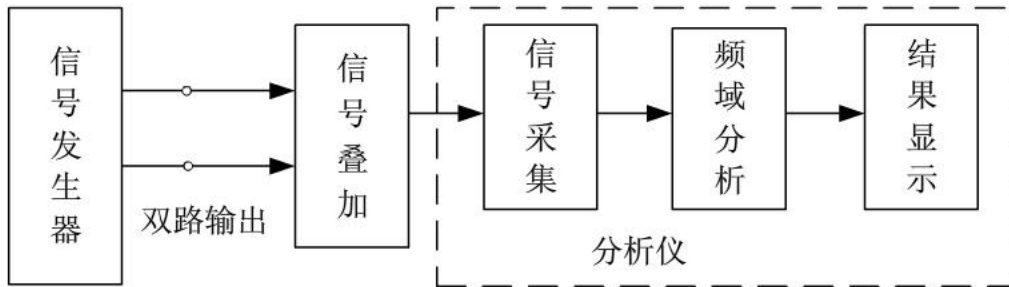 信号发生器
双路输出
信号叠加
信号采集
频域分析
结果显示
分析仪